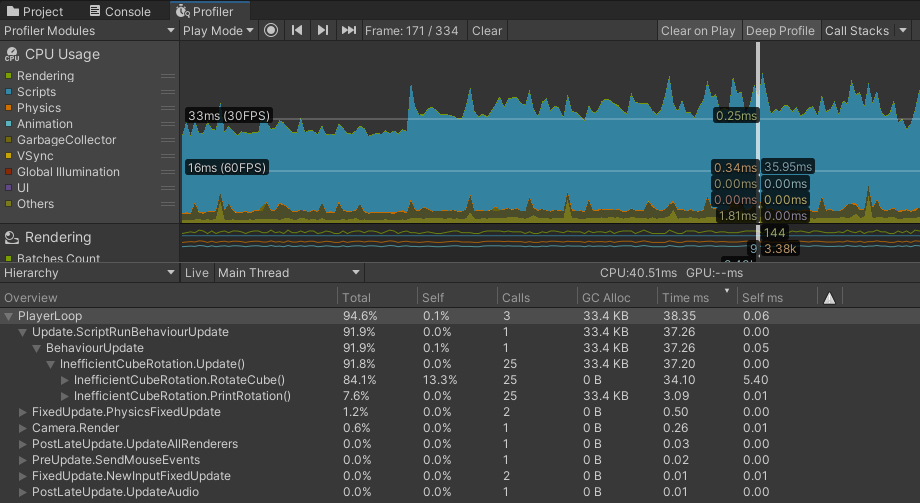 Project Console Profiler
Profiler Modules Play Mode Frame: 171 / 334 Clear Clear on Play Deep Profile Call Stacks
CPU Usage
Rendering
Scripts
Physics
Animation
GarbageCollector
VSync
Global Illumination
UI
Others
33ms (30FPS)
0.25ms
16ms (60FPS)
0.34ms 35.95ms
0.00ms 0.00ms
0.00ms 0.00ms
1.81ms 0.00ms
Rendering
Batches Count
144
9 3.38k
Hierarchy Live Main Thread CPU:40.51ms GPU:--ms
Overview Total Self Calls GC Alloc Time ms Self ms
PlayerLoop 94.6% 0.1% 3 33.4 KB 38.35 0.06
Update.ScriptRunBehaviourUpdate 91.9% 0.0% 1 33.4 KB 37.26 0.00
BehaviourUpdate 91.9% 0.1% 1 33.4 KB 37.26 0.05
InefficientCubeRotation.Update() 91.8% 0.0% 25 33.4 KB 37.20 0.00
InefficientCubeRotation.RotateCube() 84.1% 13.3% 25 0 B 34.10 5.40
InefficientCubeRotation.PrintRotation() 7.6% 0.0% 25 33.4 KB 3.09 0.01
FixedUpdate.PhysicsFixedUpdate 1.2% 0.0% 2 0 B 0.50 0.00
Camera.Render 0.6% 0.0% 1 0 B 0.26 0.01
PostLateUpdate.UpdateAllRenderers 0.0% 0.0% 1 0 B 0.03 0.00
PreUpdate.SendMouseEvents 0.0% 0.0% 1 0 B 0.02 0.00
FixedUpdate.NewInputFixedUpdate 0.0% 0.0% 2 0 B 0.01 0.01
PostLateUpdate.UpdateAudio 0.0% 0.0% 1 0 B 0.01 0.00